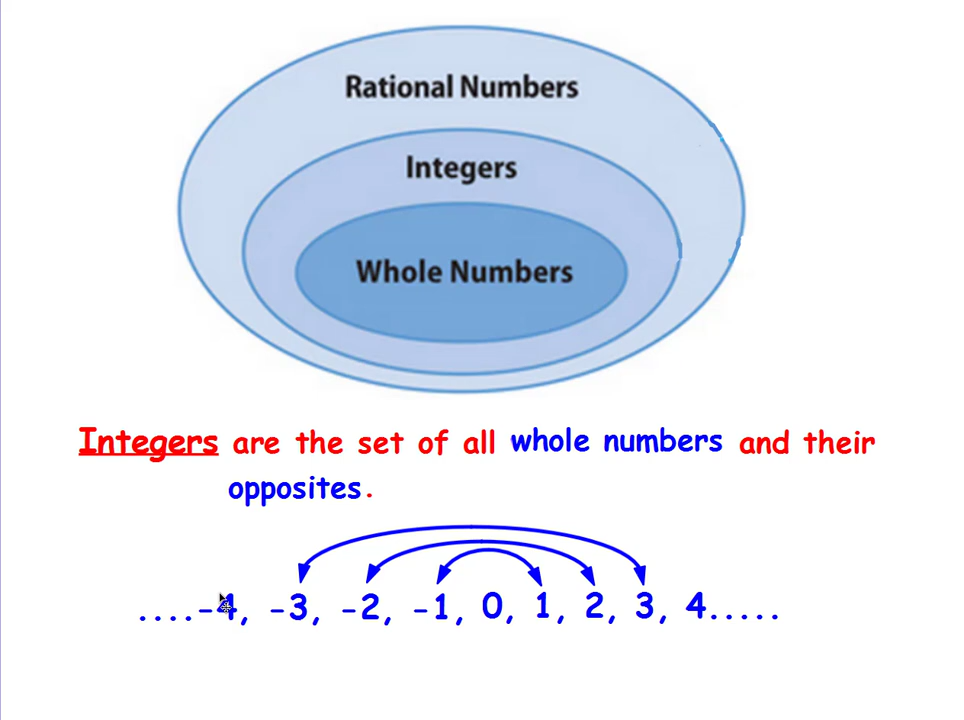 Rational Numbers
Integers
Whole Numbers
Integers are the set of all whole numbers and their
opposites.
....-4, -3, -2, -1, 0, 1, 2, 3, 4.....